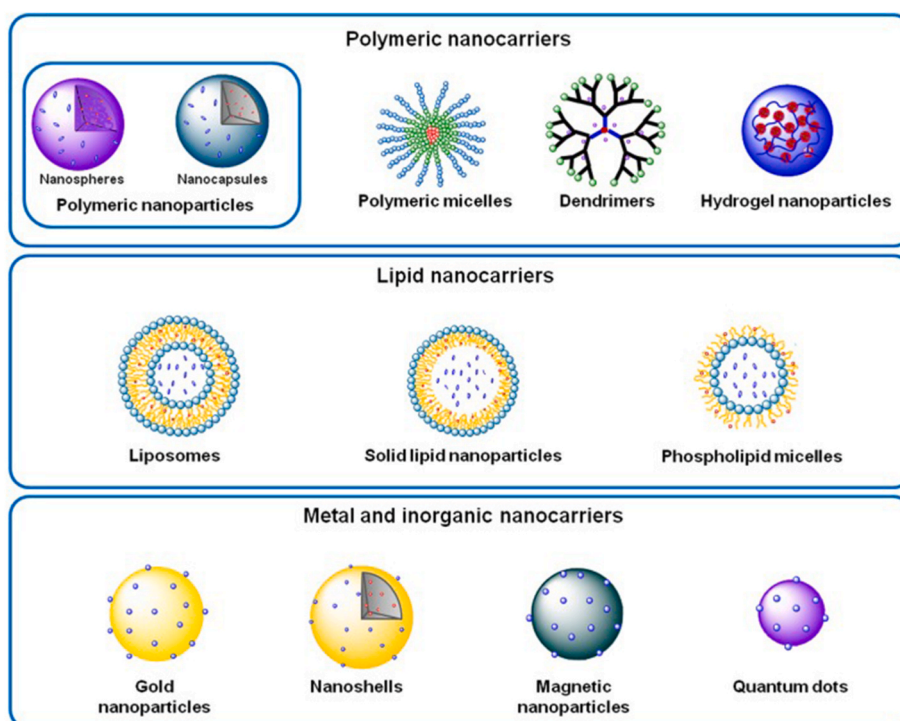 Polymeric nanocarriers
Nanospheres
Nanocapsules
Polymeric nanoparticles
Polymeric micelles
Dendrimers
Hydrogel nanoparticles
Lipid nanocarriers
Liposomes
Solid lipid nanoparticles
Phospholipid micelles
Metal and inorganic nanocarriers
Gold
nanoparticles
Nanoshells
Magnetic
nanoparticles
Quantum dots